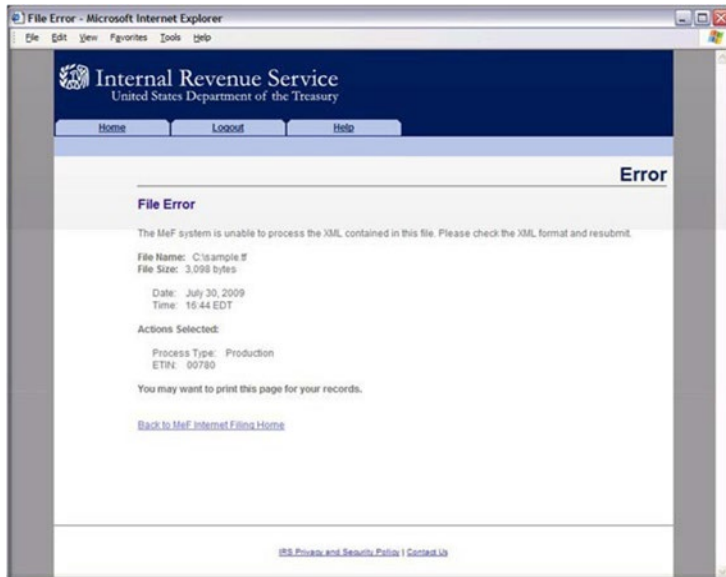 File Error - Microsoft Internet Explorer
File Edit View Favorites Tools Help
Internal Revenue Service
United States Department of the Treasury
Home Logout Help
Error
File Error
The MeF system is unable to process the XML contained in this file. Please check the XML format and resubmit.
File Name: C:\sample.tf
File Size: 3,098 bytes
Date: July 30, 2009
Time: 16:44 EDT
Actions Selected:
Process Type: Production
ETIN: 00780
You may want to print this page for your records.
Back to MeF Internet Filing Home
IRS Privacy and Security Policy | Contact Us